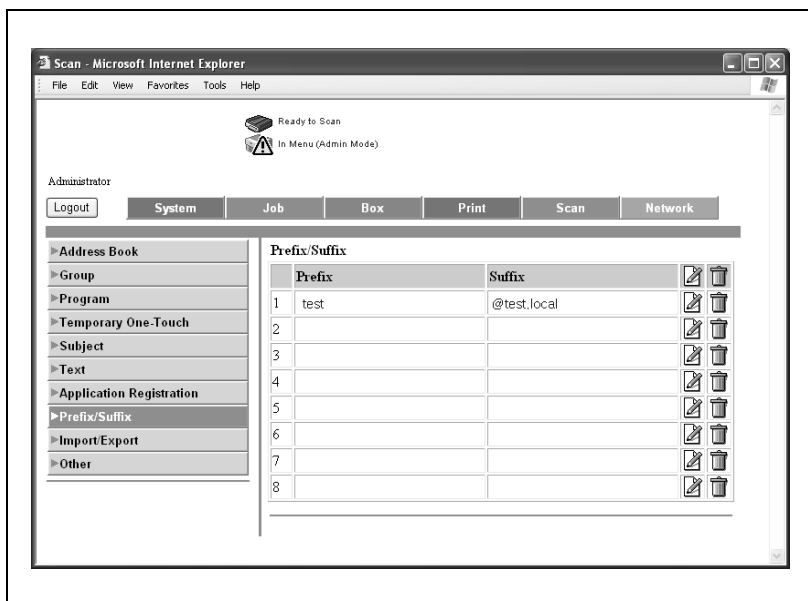 Scan - Microsoft Internet Explorer
File Edit View Favorites Tools Help
Ready to Scan
In Menu (Admin Mode)
Administrator
Logout System Job Box Print Scan Network
Address Book
Group
Program
Temporary One-Touch
Subject
Text
Application Registration
Prefix/Suffix
Import/Export
Other
Prefix/Suffix
Prefix Suffix
1 test @test.local
2
3
4
5
6
7
8